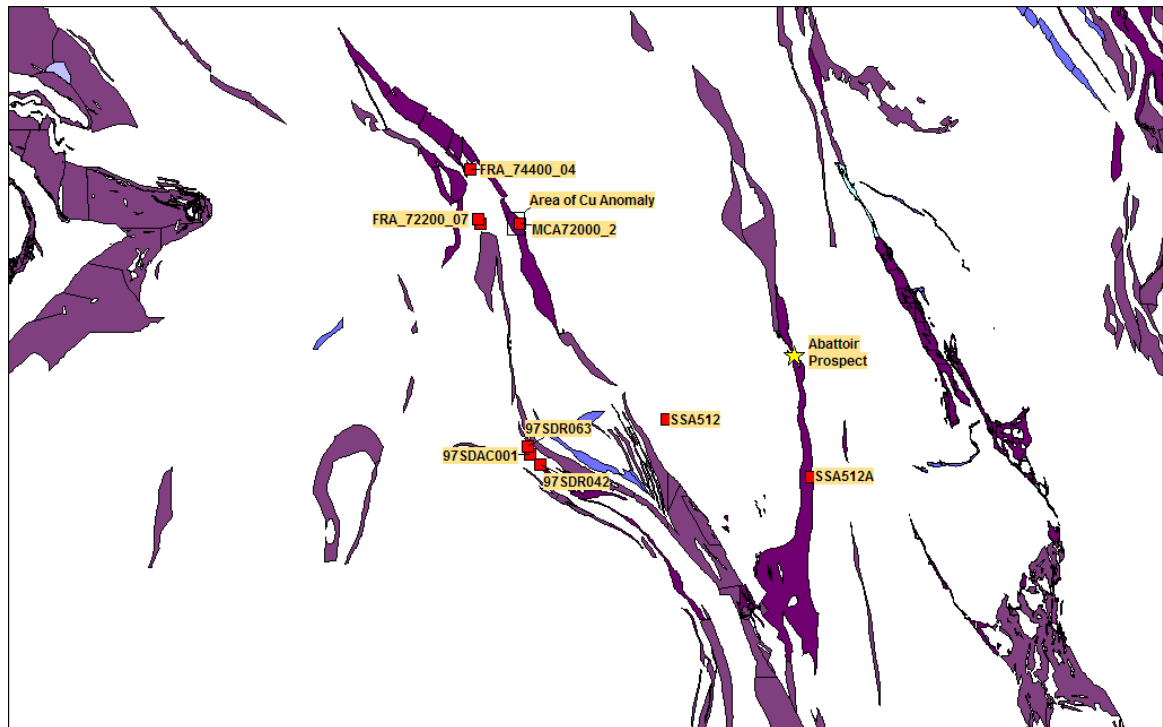 FRA_74400_04
Area of Cu Anomaly
FRA_72200_07
MCA72000_2
Abattoir
Prospect
97SDR063
SSA512
97SDAC001
SSA512A
97SDR042